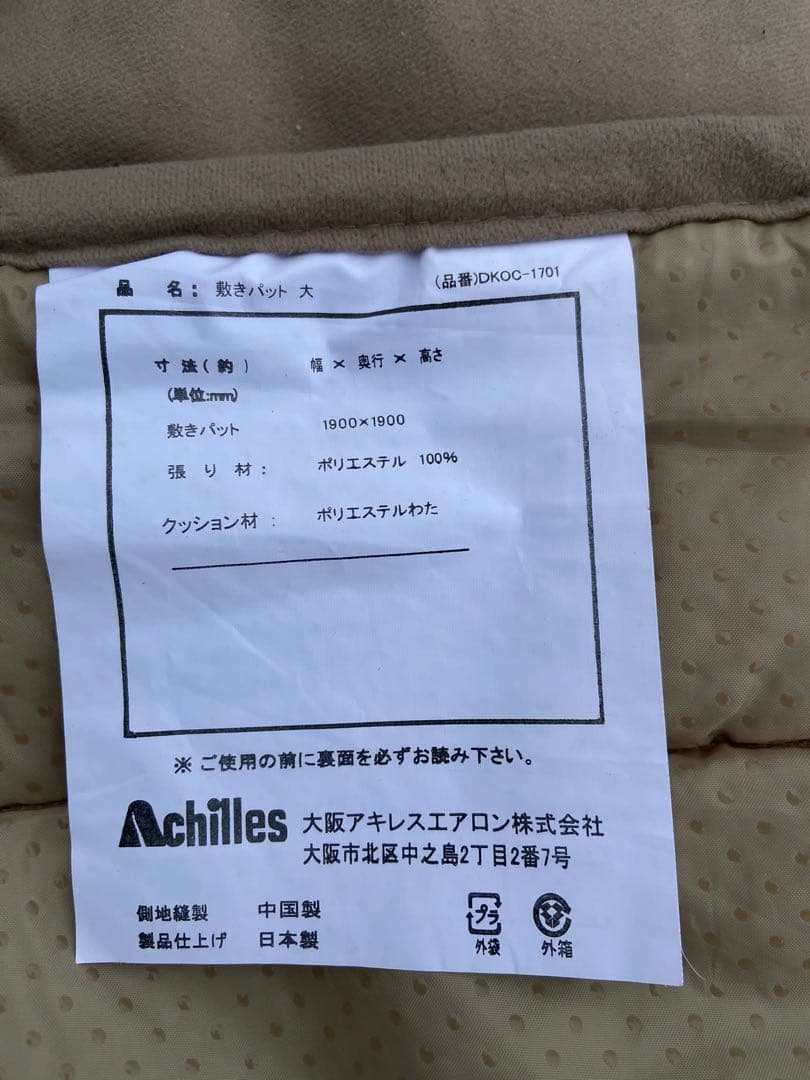 品 名: 敷きパット 大 (品番)DKOC-1701
寸法(約) 幅 × 奥行 × 高さ
(単位:mm)
敷きパット 1900×1900
張り材: ポリエステル 100%
クッション材: ポリエステルわた
※ ご使用の前に裏面を必ずお読み下さい。
Achilles 大阪アキレスエアロン株式会社
大阪市北区中之島2丁目2番7号
側地縫製 中国製
製品仕上げ 日本製
プラ
外袋 外箱